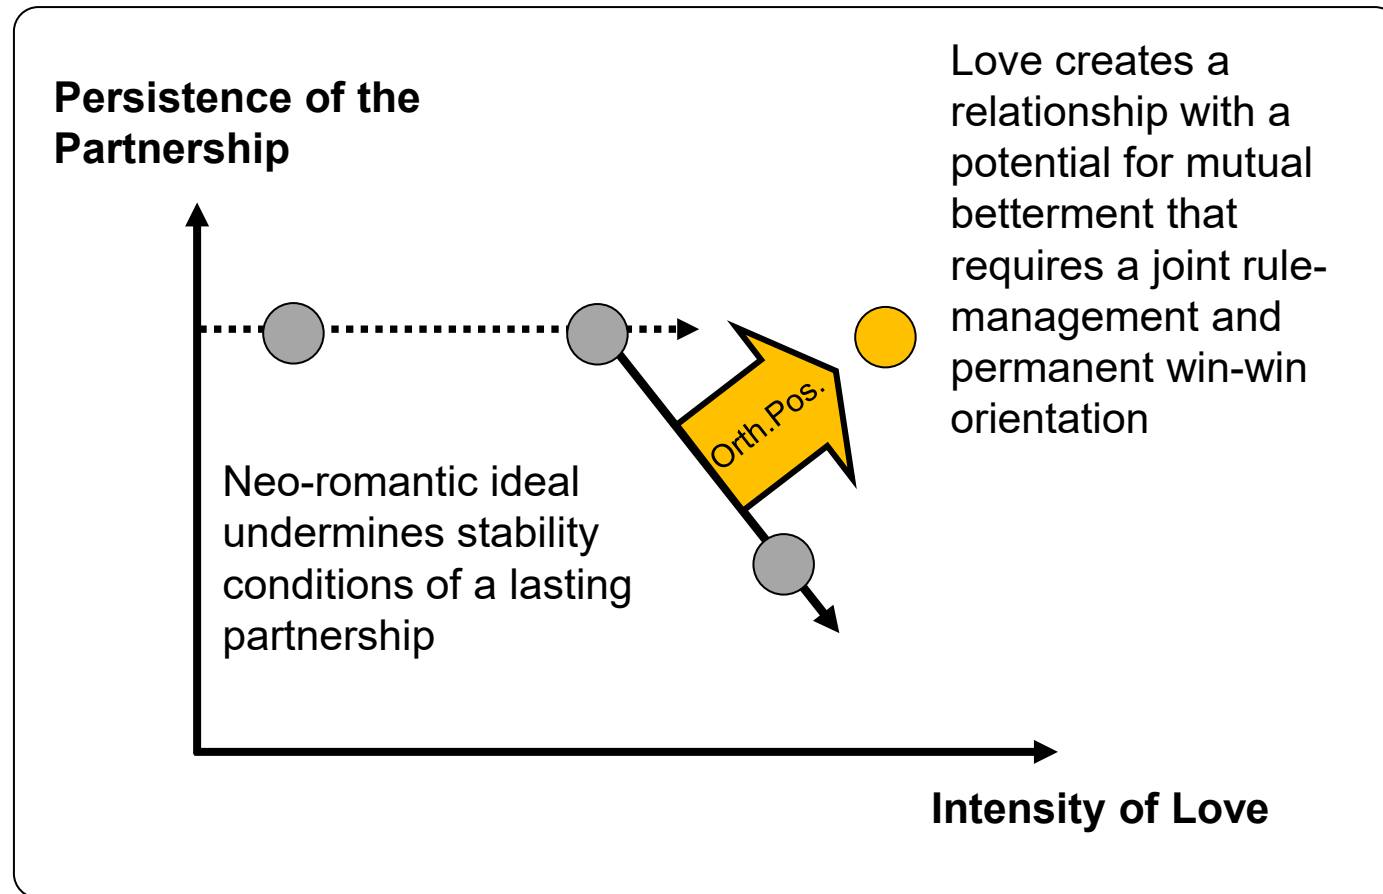 Persistence of the
Partnership
Love creates a
relationship with a
potential for mutual
betterment that
requires a joint rule-
management and
permanent win-win
orientation
Orth.Pos.
Neo-romantic ideal
undermines stability
conditions of a lasting
partnership
Intensity of Love